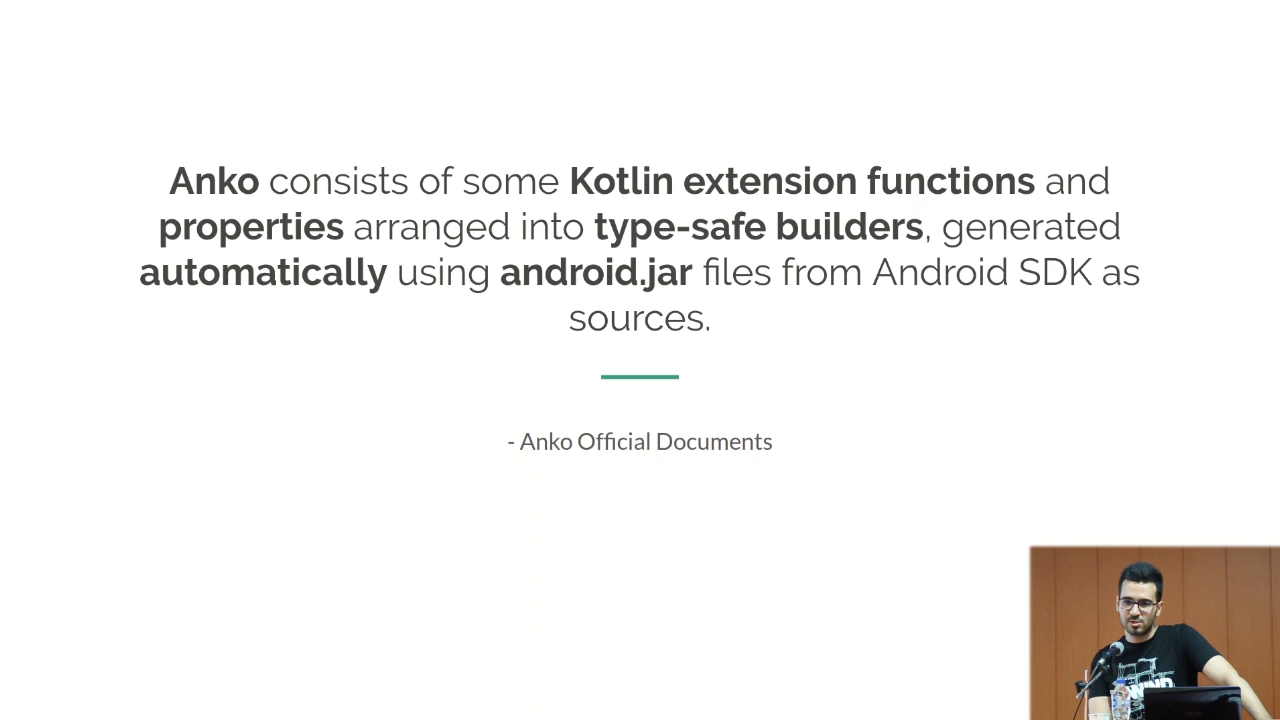 Anko consists of some Kotlin extension functions and
properties arranged into type-safe builders, generated
automatically using android.jar files from Android SDK as
sources.
- Anko Official Documents